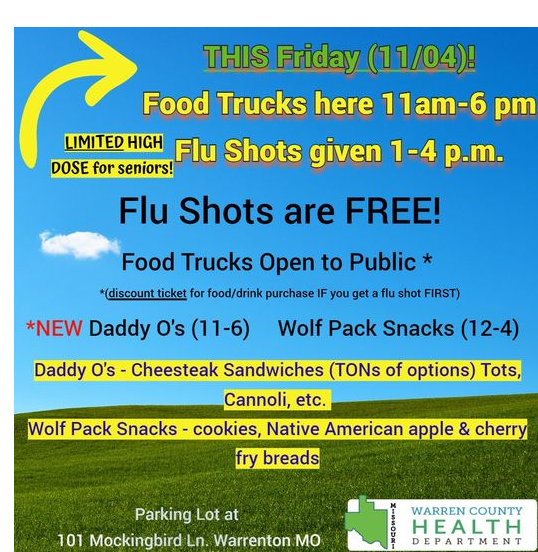 THIS Friday (11/04)!
Food Trucks here 11am-6 pm
LIMITED HIGH
DOSE for seniors!
Flu Shots given 1-4 p.m.
Flu Shots are FREE!
Food Trucks Open to Public *
*(discount ticket for food/drink purchase IF you get a flu shot FIRST)
*NEW Daddy O's (11-6) Wolf Pack Snacks (12-4)
Daddy O's - Cheesteak Sandwiches (TONs of options) Tots,
Cannoli, etc.
Wolf Pack Snacks - cookies, Native American apple & cherry
fry breads
Parking Lot at
101 Mockingbird Ln. Warrenton MO
MISSOURI
WARREN COUNTY
HEALTH
DEPARTMENT